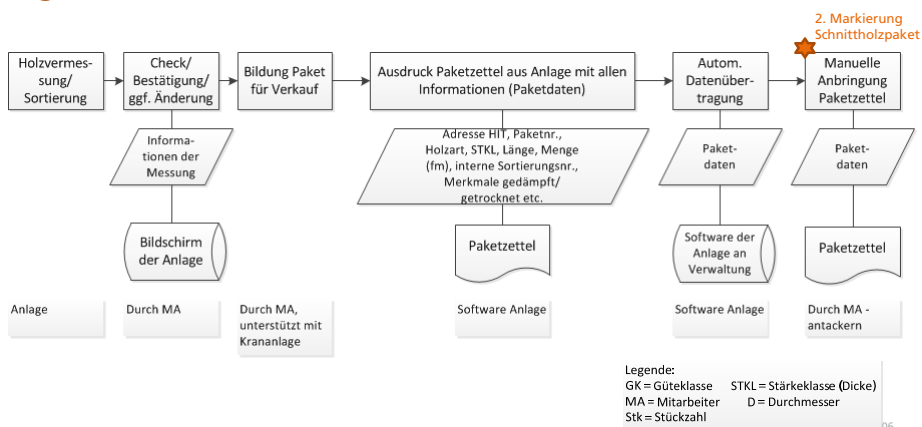 2. Markierung
Schnittholzpaket
Holzvermes-
sung/
Sortierung
Check/
Bestätigung/
ggf. Änderung
Bildung Paket
für Verkauf
Ausdruck Paketzettel aus Anlage mit allen
Informationen (Paketdaten)
Autom.
Datenüber-
tragung
Manuelle
Anbringung
Paketzettel
Informa-
tionen der
Messung
Adresse HIT, Paketnr.,
Holzart, STKL, Länge, Menge
(fm), interne Sortierungsnr.,
Merkmale gedämpft/
getrocknet etc.
Paket-
daten
Paket-
daten
Bildschirm
der Anlage
Paketzettel
Software der
Anlage an
Verwaltung
Paketzettel
Anlage
Durch MA
Durch MA,
unterstützt mit
Krananlage
Software Anlage
Software Anlage
Durch MA -
antackern
Legende:
GK = Güteklasse STKL = Stärkeklasse (Dicke)
MA = Mitarbeiter D = Durchmesser
Stk = Stückzahl